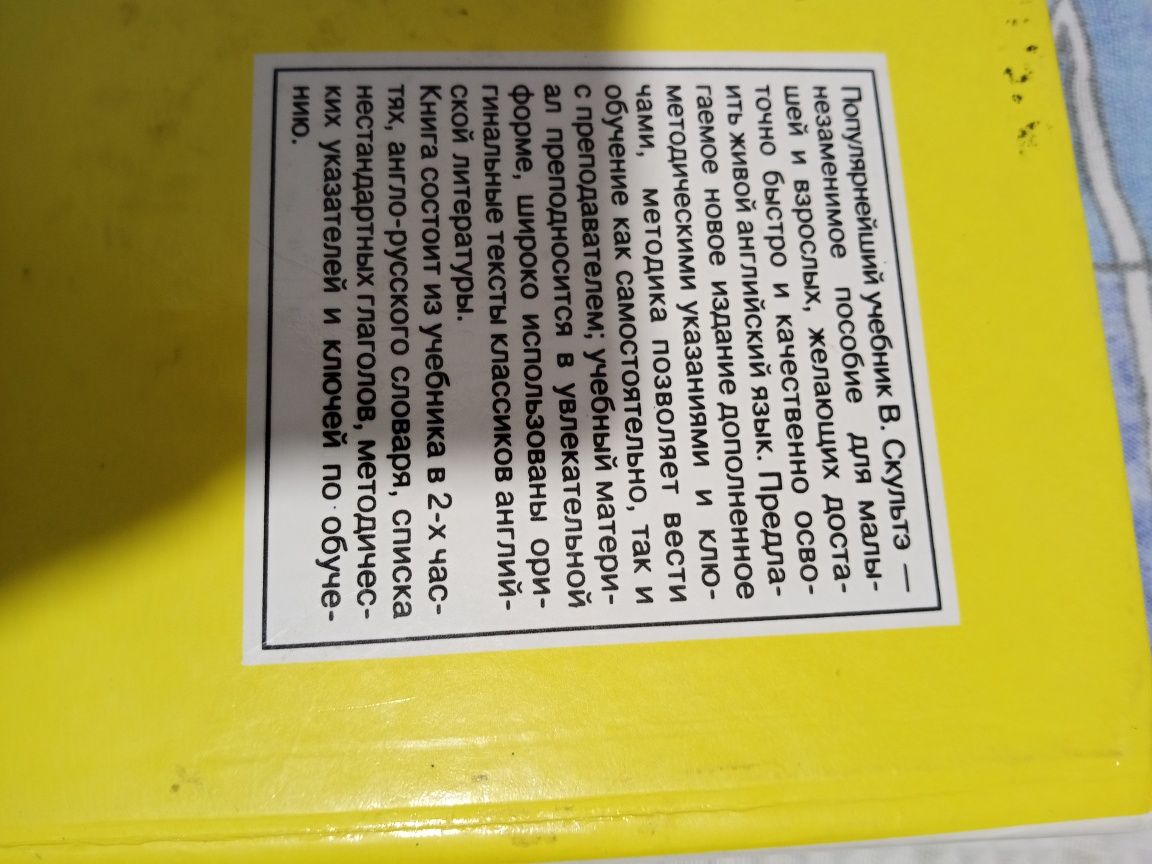 Популярнейший учебник В. Скультэ —
незаменимое пособие для малы-
шей и взрослых, желающих доста-
точно быстро и качественно осво-
ить живой английский язык. Предла-
гаемое новое издание дополненное
методическими указаниями и клю-
чами, методика позволяет вести
обучение как самостоятельно, так и
с преподавателем; учебный матери-
ал преподносится в увлекательной
форме, широко использованы ори-
гинальные тексты классиков англий-
ской литературы.
Книга состоит из учебника в 2-х час-
тях, англо-русского словаря, списка
нестандартных глаголов, методичес-
ких указателей и ключей по обуче-
нию.